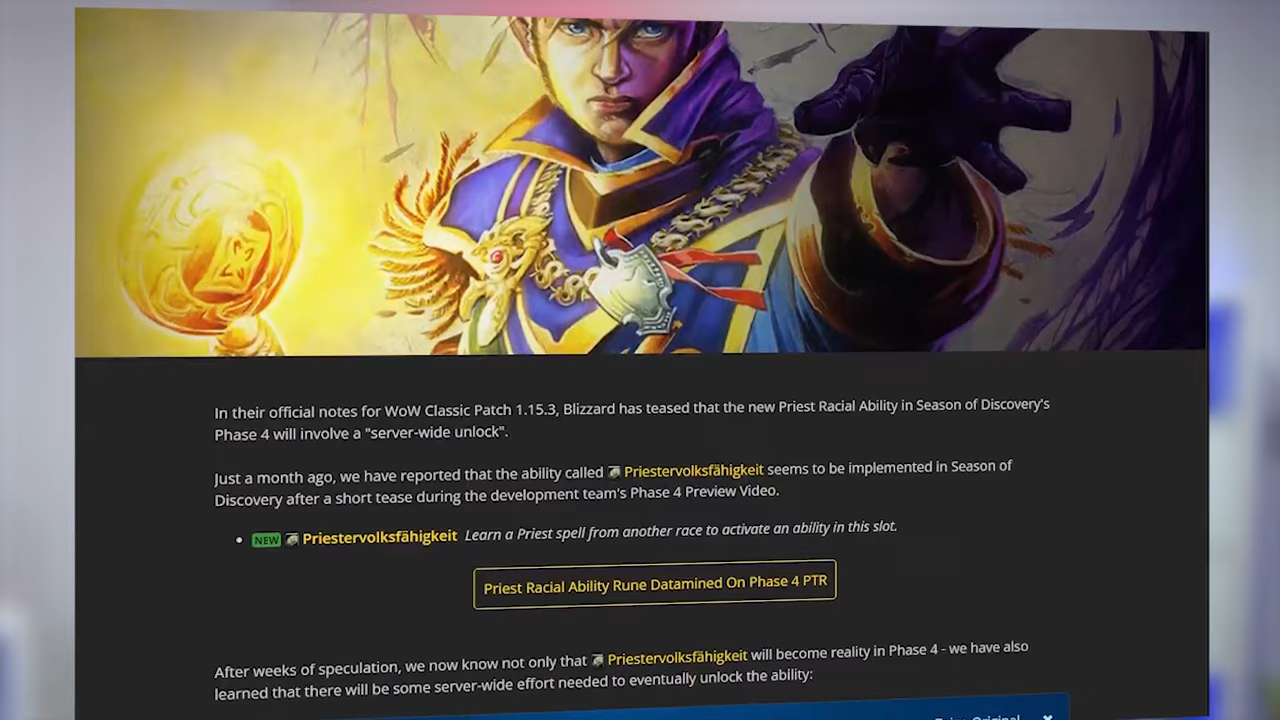 In their official notes for WoW Classic Patch 1.15.3, Blizzard has teased that the new Priest Racial Ability in Season of Discovery's
Phase 4 will involve a "server-wide unlock".
Just a month ago, we have reported that the ability called Priestervolksfähigkeit seems to be implemented in Season of
Discovery after a short tease during the development team's Phase 4 Preview Video.
• NEW Priestervolksfähigkeit Learn a Priest spell from another race to activate an ability in this slot.
Priest Racial Ability Rune Datamined On Phase 4 PTR
After weeks of speculation, we now know not only that Priestervolksfähigkeit will become reality in Phase 4 - we have also
learned that there will be some server-wide effort needed to eventually unlock the ability: